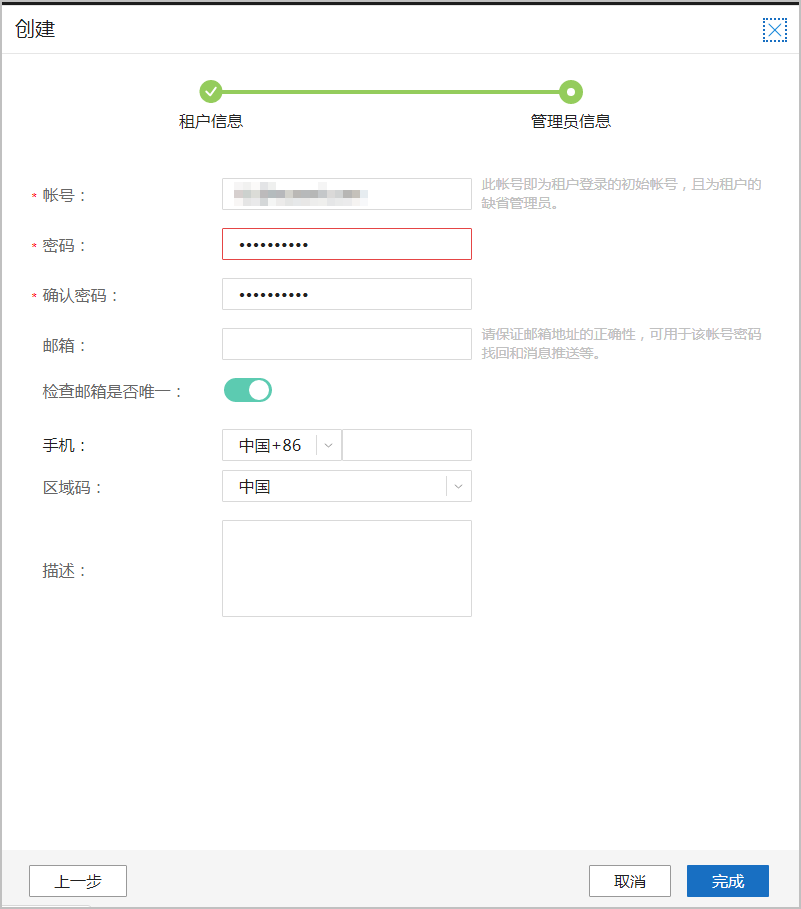 创建
租户信息
管理员信息
* 帐号：
此帐号即为租户登录的初始帐号，且为租户的
缺省管理员。
* 密码：
••••••••••
* 确认密码：
••••••••••
邮箱：
请保证邮箱地址的正确性，可用于该帐号密码
找回和消息推送等。
检查邮箱是否唯一：
手机：
中国+86
区域码：
中国
描述：
上一步
取消
完成